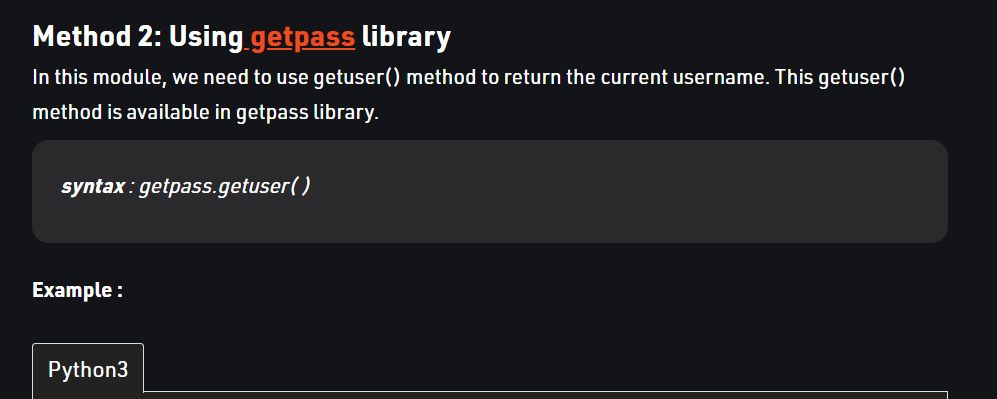 Method 2: Using getpass library
In this module, we need to use getuser() method to return the current username. This getuser()
method is available in getpass library.
syntax : getpass.getuser( )
Example :
Python3